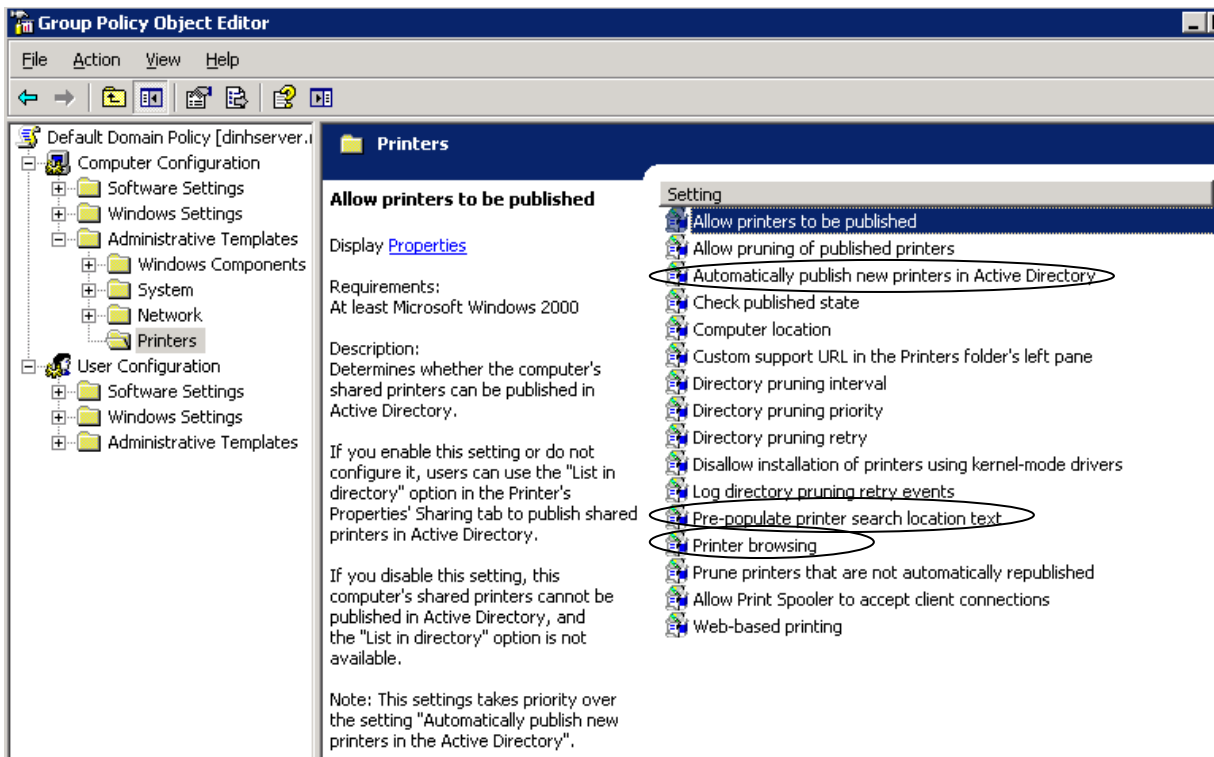 Group Policy Object Editor
File Action View Help
Default Domain Policy [dinhserver.
Computer Configuration
Software Settings
Windows Settings
Administrative Templates
Windows Components
System
Network
Printers
User Configuration
Software Settings
Windows Settings
Administrative Templates
Printers
Allow printers to be published
Display Properties
Requirements:
At least Microsoft Windows 2000
Description:
Determines whether the computer's
shared printers can be published in
Active Directory.
If you enable this setting or do not
configure it, users can use the "List in
directory" option in the Printer's
Properties' Sharing tab to publish shared
printers in Active Directory.
If you disable this setting, this
computer's shared printers cannot be
published in Active Directory, and
the "List in directory" option is not
available.
Note: This settings takes priority over
the setting "Automatically publish new
printers in the Active Directory".
Setting
Allow printers to be published
Allow pruning of published printers
Automatically publish new printers in Active Directory
Check published state
Computer location
Custom support URL in the Printers folder's left pane
Directory pruning interval
Directory pruning priority
Directory pruning retry
Disallow installation of printers using kernel-mode drivers
Log directory pruning retry events
Pre-populate printer search location text
Printer browsing
Prune printers that are not automatically republished
Allow Print Spooler to accept client connections
Web-based printing